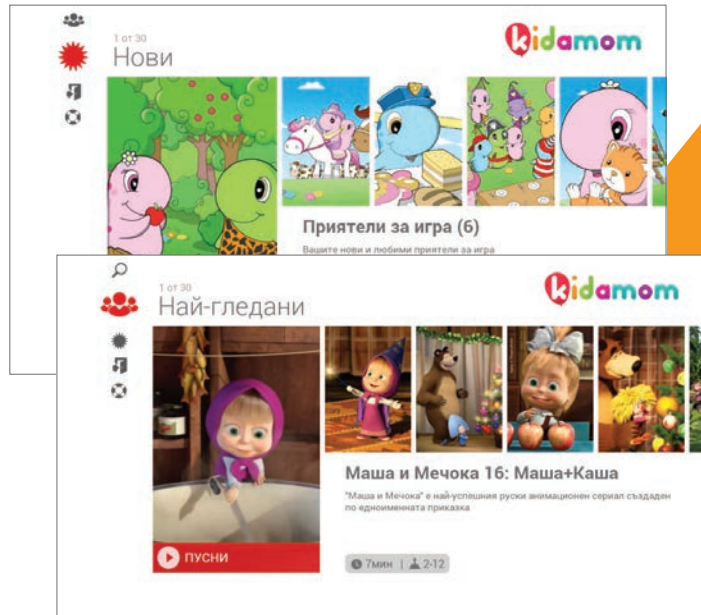 1 от 30
Нови
kidamom
Приятели за игра (6)
Вашите нови и любими приятели за игра
1 от 30
Най-гледани
kidamom
Маша и Мечока 16: Маша+Каша
"Маша и Мечока" е най-успешния руски анимационен сериал създаден
по едноименната приказка
ПУСНИ
7мин | 2-12